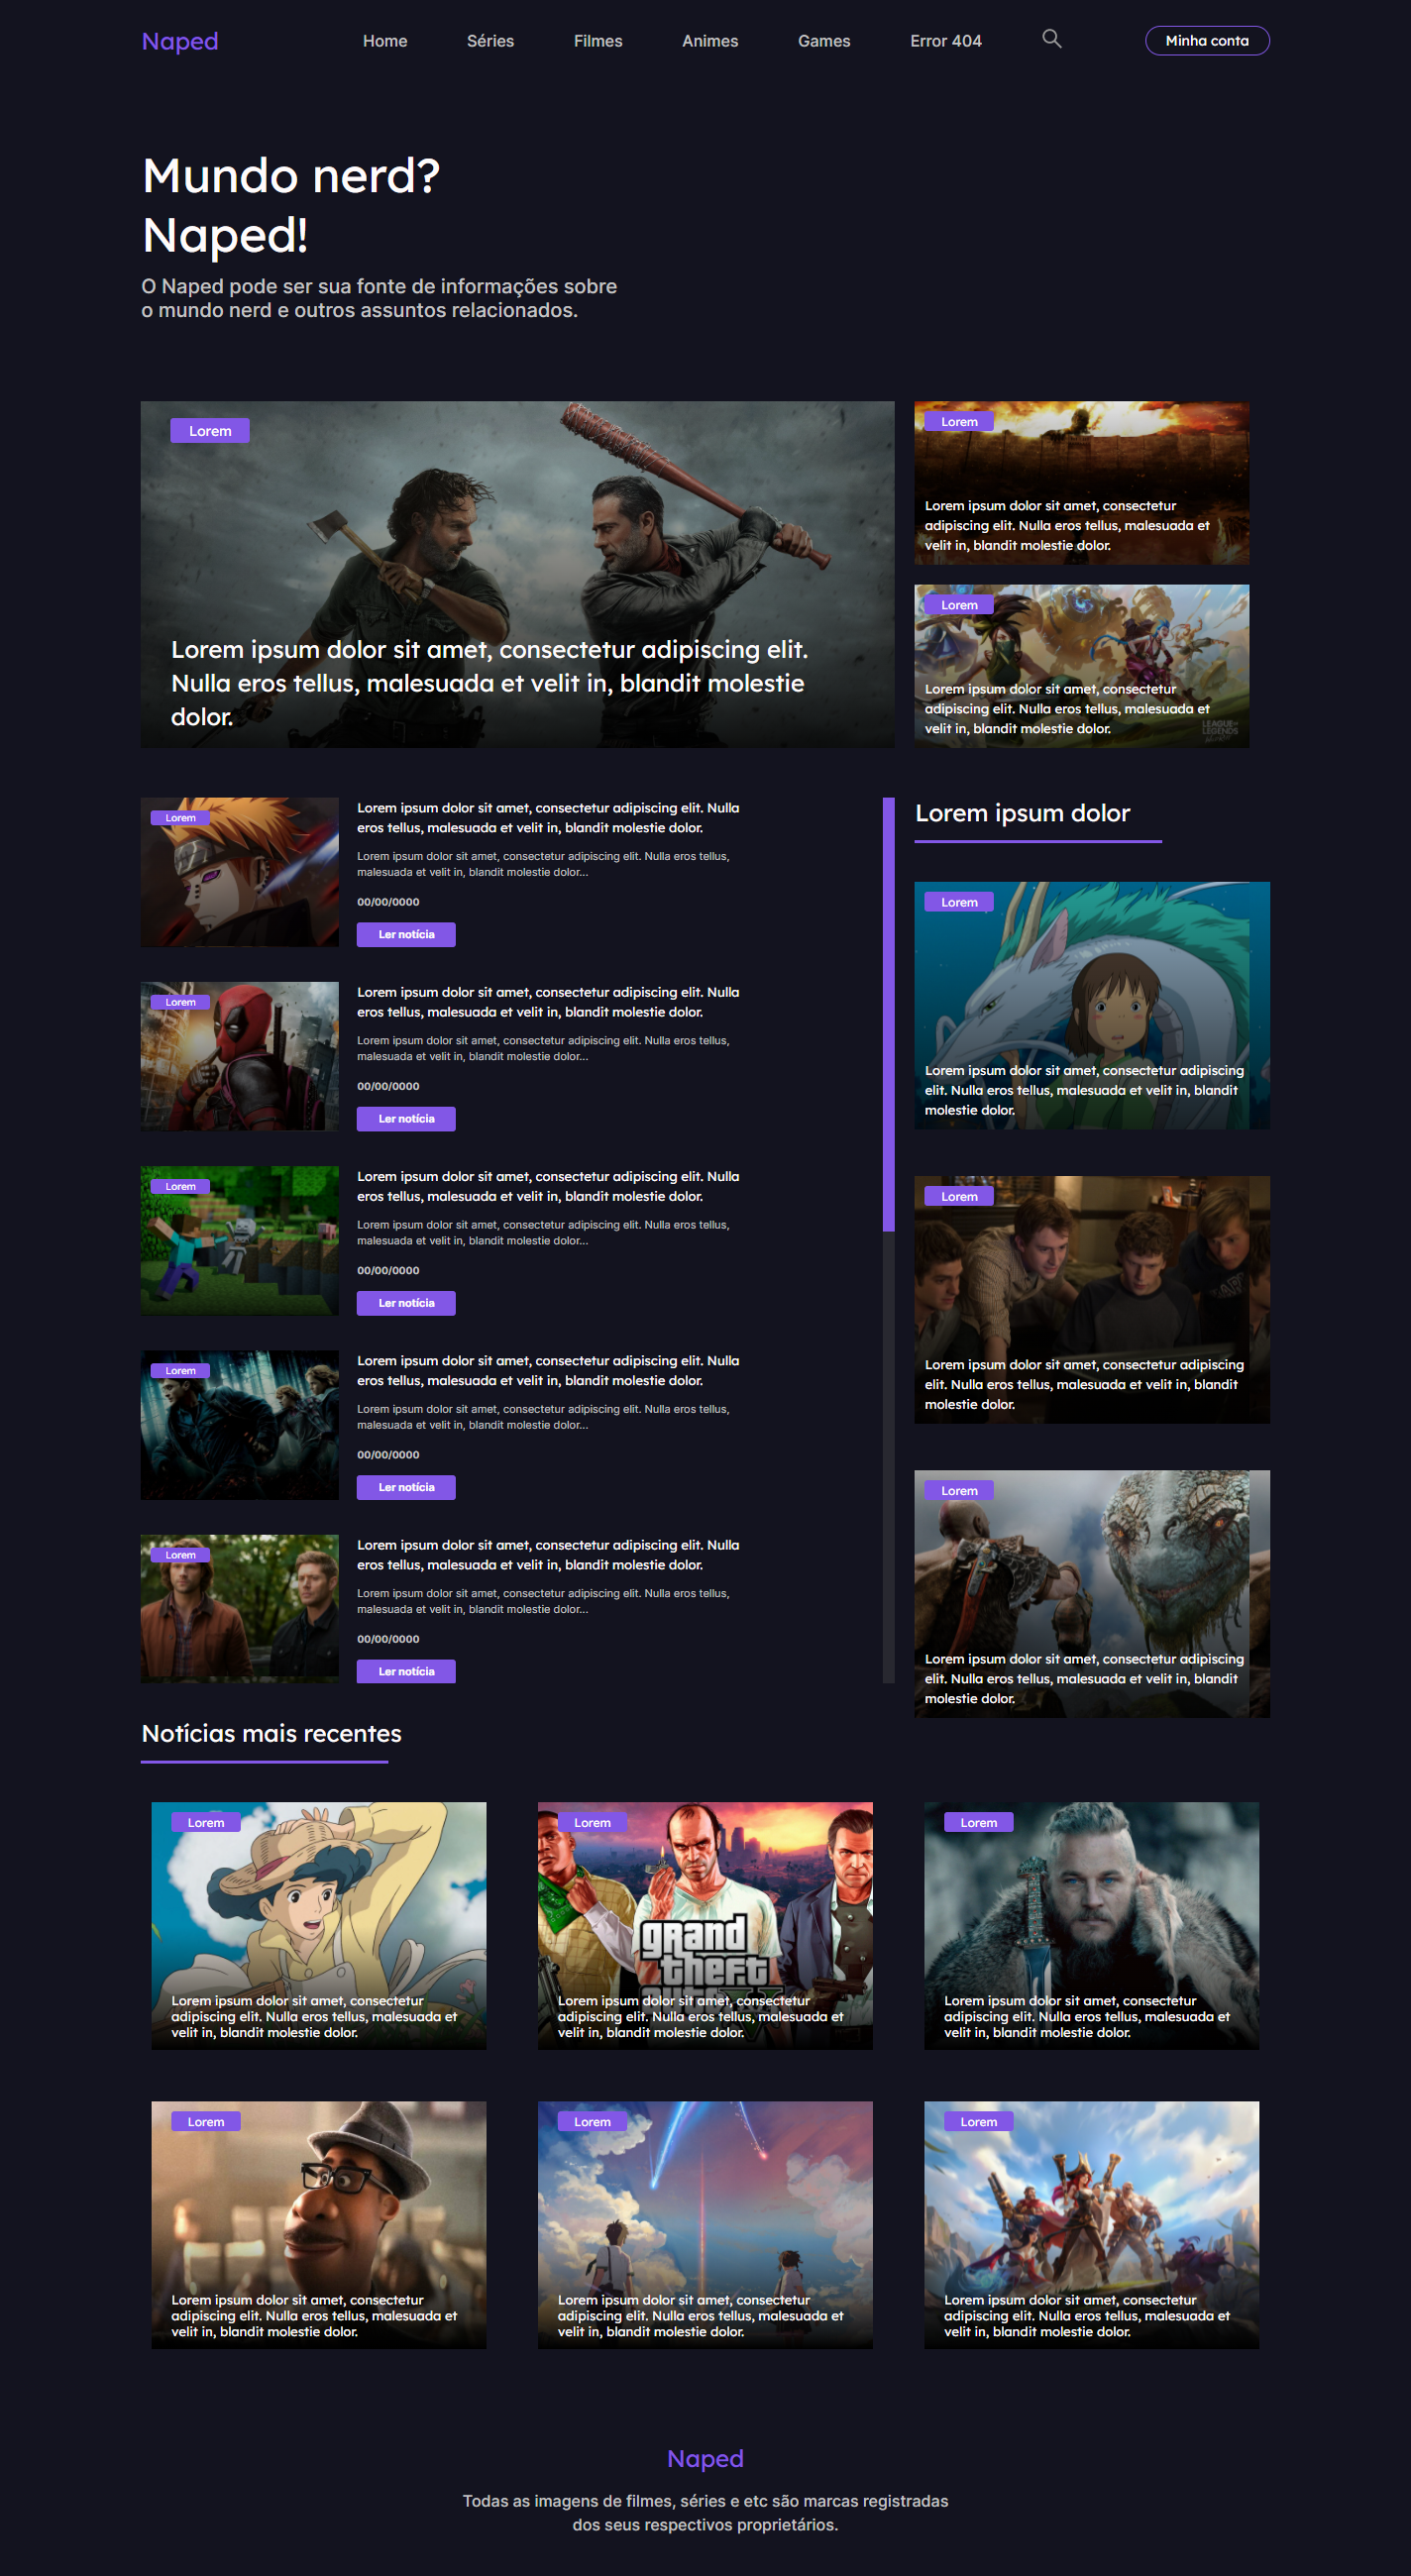 Naped
Home
Séries
Filmes
Animes
Games
Error 404
Minha conta
Mundo nerd?
Naped!
O Naped pode ser sua fonte de informações sobre
o mundo nerd e outros assuntos relacionados.
Lorem
Lorem ipsum dolor sit amet, consectetur adipiscing elit.
Nulla eros tellus, malesuada et velit in, blandit molestie
dolor.
Lorem
Lorem ipsum dolor sit amet, consectetur
adipiscing elit. Nulla eros tellus, malesuada et
velit in, blandit molestie dolor.
Lorem
Lorem ipsum dolor sit amet, consectetur
adipiscing elit. Nulla eros tellus, malesuada et
velit in, blandit molestie dolor.
LEAGUE OF
LEGENDS
Lorem
Lorem ipsum dolor sit amet, consectetur adipiscing elit. Nulla
eros tellus, malesuada et velit in, blandit molestie dolor.
Lorem ipsum dolor sit amet, consectetur adipiscing elit. Nulla eros tellus,
malesuada et velit in, blandit molestie dolor...
00/00/0000
Ler notícia
Lorem
Lorem ipsum dolor sit amet, consectetur adipiscing elit. Nulla
eros tellus, malesuada et velit in, blandit molestie dolor.
Lorem ipsum dolor sit amet, consectetur adipiscing elit. Nulla eros tellus,
malesuada et velit in, blandit molestie dolor...
00/00/0000
Ler notícia
Lorem
Lorem ipsum dolor sit amet, consectetur adipiscing elit. Nulla
eros tellus, malesuada et velit in, blandit molestie dolor.
Lorem ipsum dolor sit amet, consectetur adipiscing elit. Nulla eros tellus,
malesuada et velit in, blandit molestie dolor...
00/00/0000
Ler notícia
Lorem
Lorem ipsum dolor sit amet, consectetur adipiscing elit. Nulla
eros tellus, malesuada et velit in, blandit molestie dolor.
Lorem ipsum dolor sit amet, consectetur adipiscing elit. Nulla eros tellus,
malesuada et velit in, blandit molestie dolor...
00/00/0000
Ler notícia
Lorem
Lorem ipsum dolor sit amet, consectetur adipiscing elit. Nulla
eros tellus, malesuada et velit in, blandit molestie dolor.
Lorem ipsum dolor sit amet, consectetur adipiscing elit. Nulla eros tellus,
malesuada et velit in, blandit molestie dolor...
00/00/0000
Ler notícia
Lorem ipsum dolor
Lorem
Lorem ipsum dolor sit amet, consectetur adipiscing
elit. Nulla eros tellus, malesuada et velit in, blandit
molestie dolor.
Lorem
Lorem ipsum dolor sit amet, consectetur adipiscing
elit. Nulla eros tellus, malesuada et velit in, blandit
molestie dolor.
Lorem
Lorem ipsum dolor sit amet, consectetur adipiscing
elit. Nulla eros tellus, malesuada et velit in, blandit
molestie dolor.
Notícias mais recentes
Lorem
Lorem ipsum dolor sit amet, consectetur
adipiscing elit. Nulla eros tellus, malesuada et
velit in, blandit molestie dolor.
Lorem
grand
theft
Lorem ipsum dolor sit amet, consectetur
adipiscing elit. Nulla eros tellus, malesuada et
velit in, blandit molestie dolor.
Lorem
Lorem ipsum dolor sit amet, consectetur
adipiscing elit. Nulla eros tellus, malesuada et
velit in, blandit molestie dolor.
Lorem
Lorem ipsum dolor sit amet, consectetur
adipiscing elit. Nulla eros tellus, malesuada et
velit in, blandit molestie dolor.
Lorem
Lorem ipsum dolor sit amet, consectetur
adipiscing elit. Nulla eros tellus, malesuada et
velit in, blandit molestie dolor.
Lorem
Lorem ipsum dolor sit amet, consectetur
adipiscing elit. Nulla eros tellus, malesuada et
velit in, blandit molestie dolor.
Naped
Todas as imagens de filmes, séries e etc são marcas registradas
dos seus respectivos proprietários.